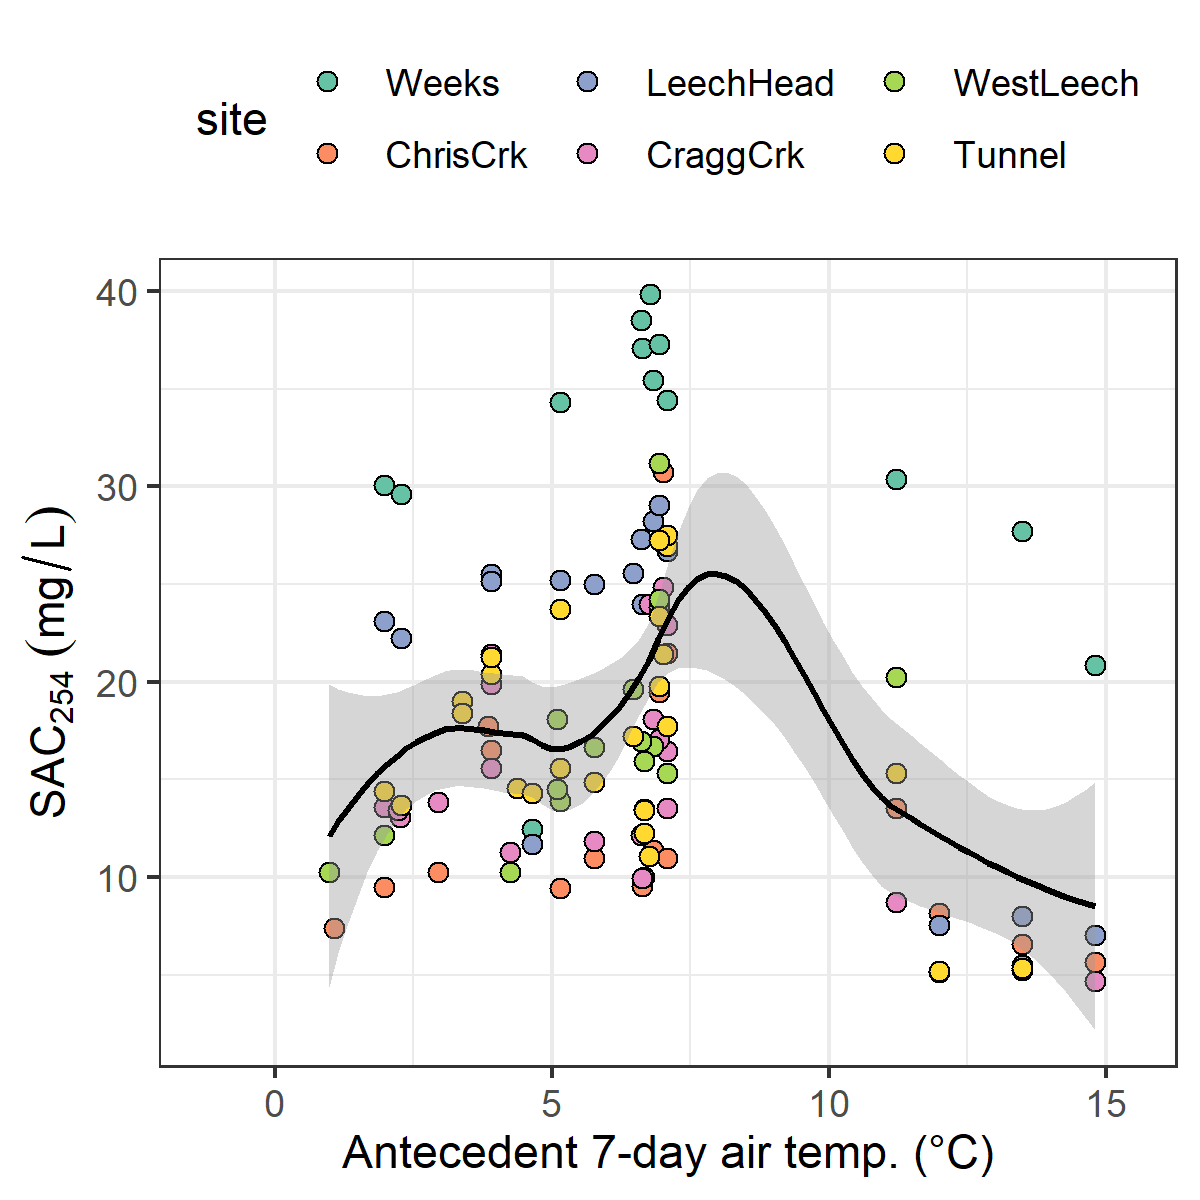 site
Weeks LeechHead WestLeech
ChrisCrk CraggCrk Tunnel
SAC254 (mg/L)
40
30
20
10
0 5 10 15
Antecedent 7-day air temp. (°C)